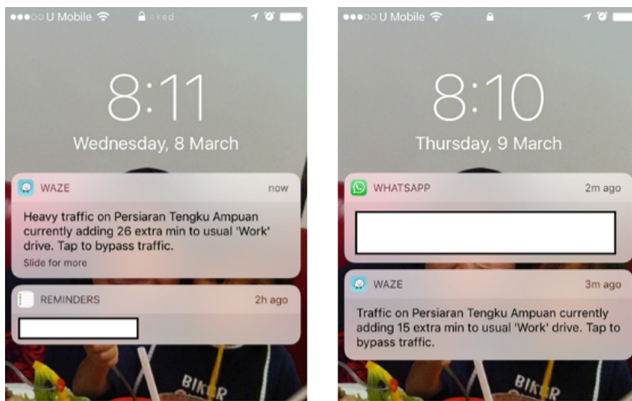 U Mobile
8:11
Wednesday, 8 March
WAZE now
Heavy traffic on Persiaran Tengku Ampuan
currently adding 26 extra min to usual 'Work'
drive. Tap to bypass traffic.
Slide for more
REMINDERS 2h ago
BIKER
U Mobile
8:10
Thursday, 9 March
WHATSAPP 2m ago
WAZE 3m ago
Traffic on Persiaran Tengku Ampuan currently
adding 15 extra min to usual 'Work' drive. Tap to
bypass traffic.